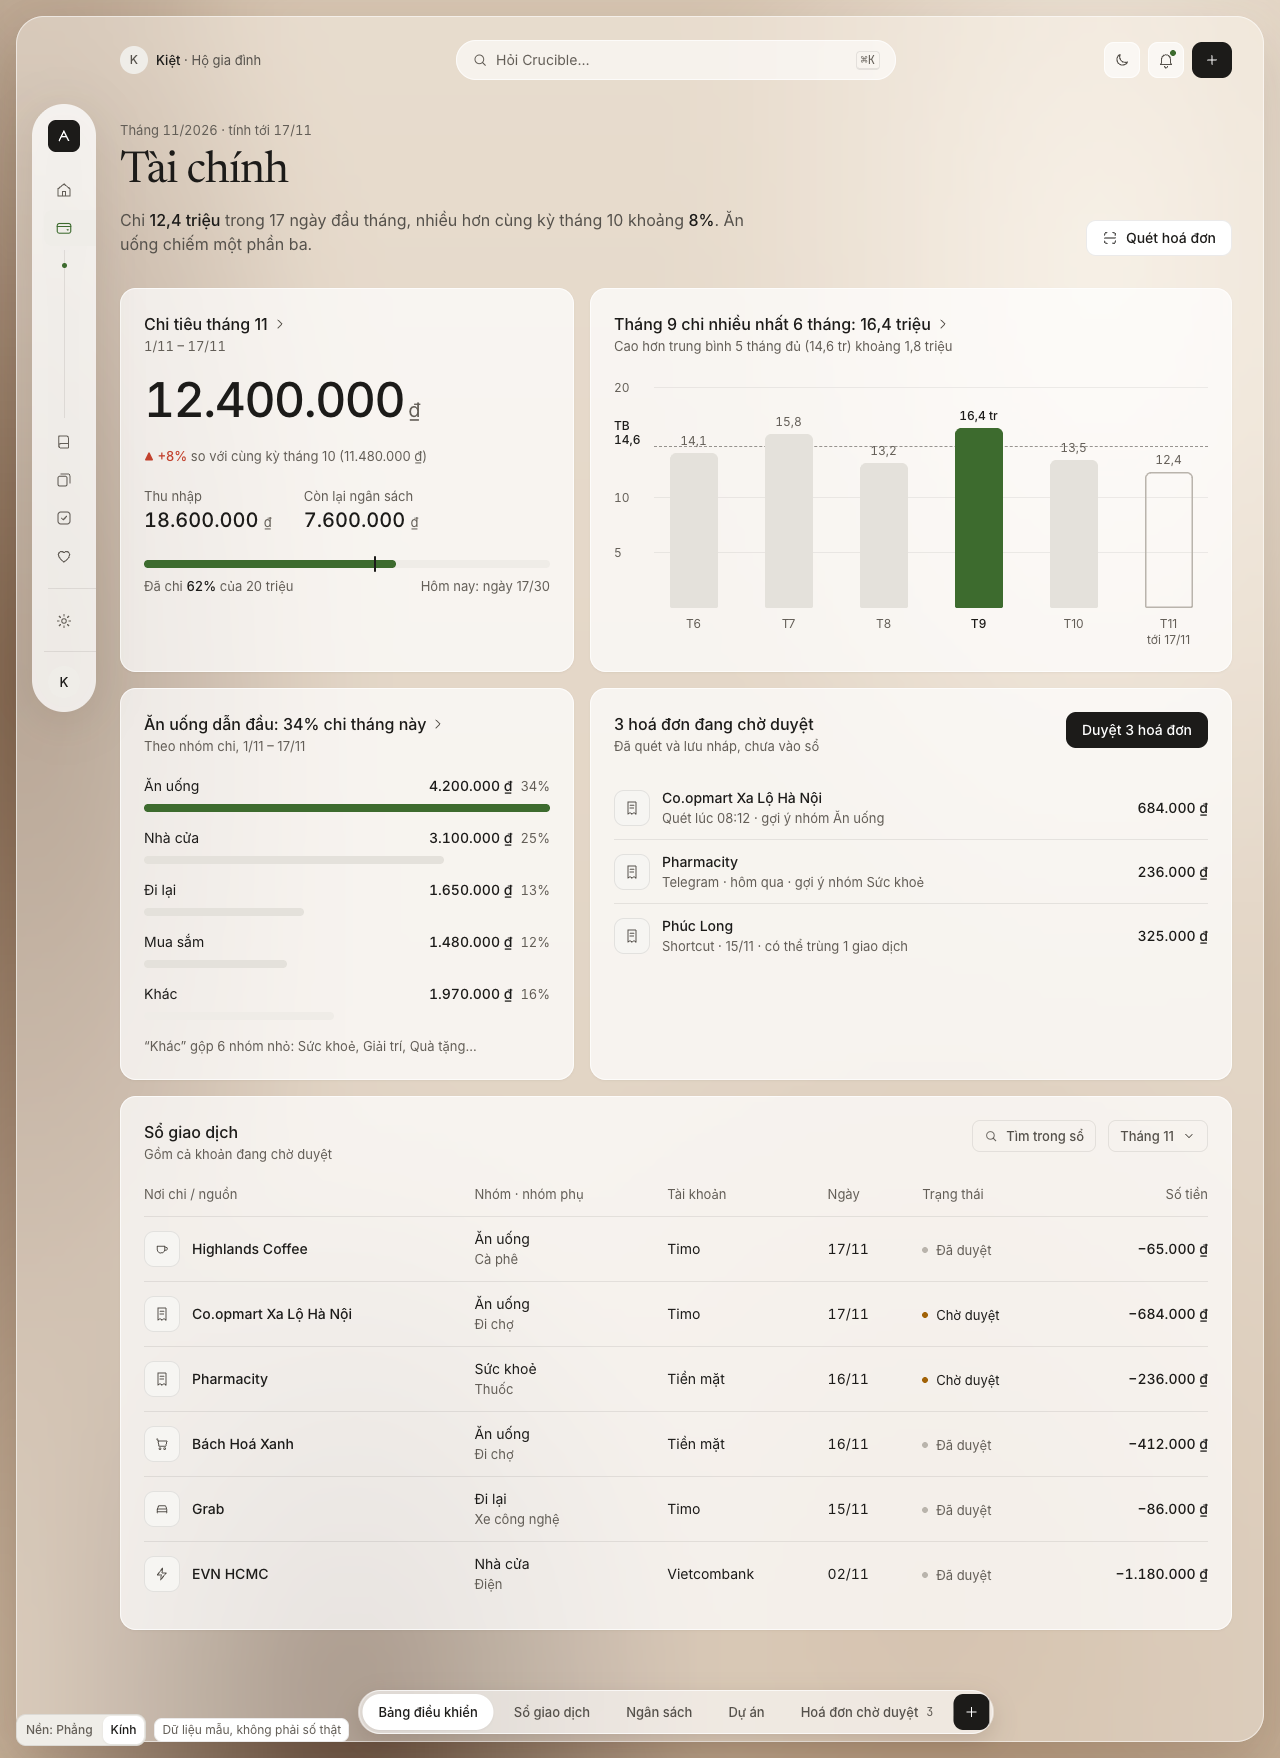 K Kiệt · Hộ gia đình
Hỏi Crucible... ⌘K
Tháng 11/2026 · tính tới 17/11
Tài chính
Chi 12,4 triệu trong 17 ngày đầu tháng, nhiều hơn cùng kỳ tháng 10 khoảng 8%. Ăn
uống chiếm một phần ba.
Quét hoá đơn
Chi tiêu tháng 11
1/11 – 17/11
12.400.000 ₫
▲ +8% so với cùng kỳ tháng 10 (11.480.000 ₫)
Thu nhập Còn lại ngân sách
18.600.000 ₫ 7.600.000 ₫
Đã chi 62% của 20 triệu Hôm nay: ngày 17/30
Tháng 9 chi nhiều nhất 6 tháng: 16,4 triệu
Cao hơn trung bình 5 tháng đủ (14,6 tr) khoảng 1,8 triệu
20
TB
14,6
10
5
14,1 15,8 13,2 16,4 tr 13,5 12,4
T6 T7 T8 T9 T10 T11
tới 17/11
Ăn uống dẫn đầu: 34% chi tháng này
Theo nhóm chi, 1/11 – 17/11
Ăn uống 4.200.000 ₫ 34%
Nhà cửa 3.100.000 ₫ 25%
Đi lại 1.650.000 ₫ 13%
Mua sắm 1.480.000 ₫ 12%
Khác 1.970.000 ₫ 16%
“Khác” gộp 6 nhóm nhỏ: Sức khoẻ, Giải trí, Quà tặng...
3 hoá đơn đang chờ duyệt
Đã quét và lưu nháp, chưa vào sổ
Duyệt 3 hoá đơn
Co.opmart Xa Lộ Hà Nội
Quét lúc 08:12 · gợi ý nhóm Ăn uống
684.000 ₫
Pharmacity
Telegram · hôm qua · gợi ý nhóm Sức khoẻ
236.000 ₫
Phúc Long
Shortcut · 15/11 · có thể trùng 1 giao dịch
325.000 ₫
K
Sổ giao dịch
Gồm cả khoản đang chờ duyệt
Tìm trong sổ Tháng 11
Nơi chi / nguồn Nhóm · nhóm phụ Tài khoản Ngày Trạng thái Số tiền
Highlands Coffee Ăn uống Timo 17/11 Đã duyệt −65.000 ₫
Cà phê
Co.opmart Xa Lộ Hà Nội Ăn uống Timo 17/11 Chờ duyệt −684.000 ₫
Đi chợ
Pharmacity Sức khoẻ Tiền mặt 16/11 Chờ duyệt −236.000 ₫
Thuốc
Bách Hoá Xanh Ăn uống Tiền mặt 16/11 Đã duyệt −412.000 ₫
Đi chợ
Grab Đi lại Timo 15/11 Đã duyệt −86.000 ₫
Xe công nghệ
EVN HCMC Nhà cửa Vietcombank 02/11 Đã duyệt −1.180.000 ₫
Điện
Nền: Phẳng Kính Dữ liệu mẫu, không phải số thật
Bảng điều khiển Sổ giao dịch Ngân sách Dự án Hoá đơn chờ duyệt 3